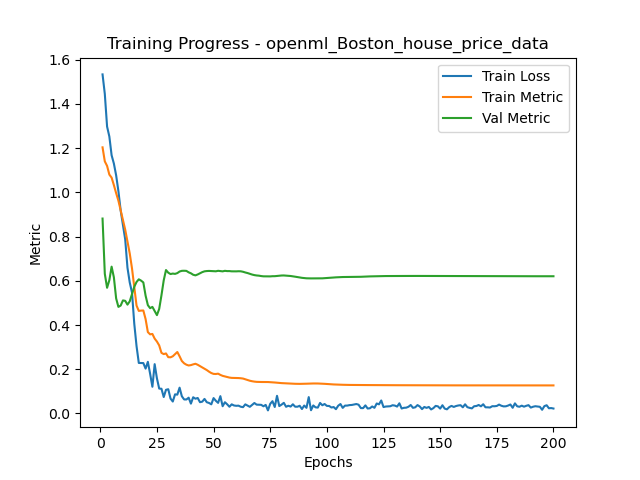 Training Progress - openml_Boston_house_price_data
Train Loss
Train Metric
Val Metric
Metric
1.6
1.4
1.2
1.0
0.8
0.6
0.4
0.2
0.0
0 25 50 75 100 125 150 175 200
Epochs